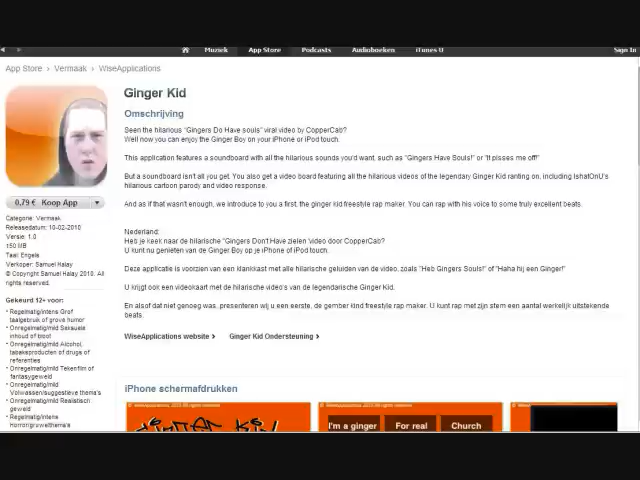 Muziek App Store Podcasts Audioboeken iTunes U Sign In
App Store > Vermaak > WiseApplications
Ginger Kid
Omschrijving
Seen the hilarious "Gingers Do Have souls" viral video by CopperCab?
Well now you can enjoy the Ginger Boy on your iPhone or iPod touch.
This application features a soundboard with all the hilarious sounds you'd want, such as "Gingers Have Souls!" or "It pisses me off!"
But a soundboard isn't all you get. You also get a video board featuring all the hilarious videos of the legendary Ginger Kid ranting on, including IshatOnU's
hilarious cartoon parody and video response.
And as if that wasn't enough, we introduce to you a first, the ginger kid freestyle rap maker. You can rap with his voice to some truly excellent beats.
Nederland:
Heb je keek naar de hilarische "Gingers Don't Have zielen 'video door CopperCab?
U kunt nu genieten van de Ginger Boy op je iPhone of iPod touch.
Deze applicatie is voorzien van een klankkast met alle hilarische geluiden van de video, zoals "Heb Gingers Souls!" of "Haha hij een Ginger!"
U krijgt ook een videokaart met de hilarische video's van de legendarische Ginger Kid.
En alsof dat niet genoeg was, presenteren wij u een eerste, de gember kind freestyle rap maker. U kunt rap met zijn stem een aantal werkelijk uitstekende
beats.
WiseApplications website Ginger Kid Ondersteuning
0,79 € Koop App
Categorie: Vermaak
Releasedatum: 10-02-2010
Versie: 1.0
150 MB
Taal: Engels
Verkoper: Samuel Halay
© Copyright Samuel Halay 2010. All
rights reserved.
Gekeurd 12+ voor:
Regelmatig/intens Grof
taalgebruik of grove humor
Onregelmatig/mild Seksuele
inhoud of bloot
Onregelmatig/mild Alcohol,
tabakeproducten of drugs of
referenties
Onregelmatig/mild Tekenfilm of
fantasygeweld
Onregelmatig/mild
Volwassen/suggestieve thema's
Onregelmatig/mild Realistisch
geweld
Regelmatig/intens
Horror/gruwelthema's
iPhone schermafdrukken
Ginger Kid
I'm a ginger For real Church